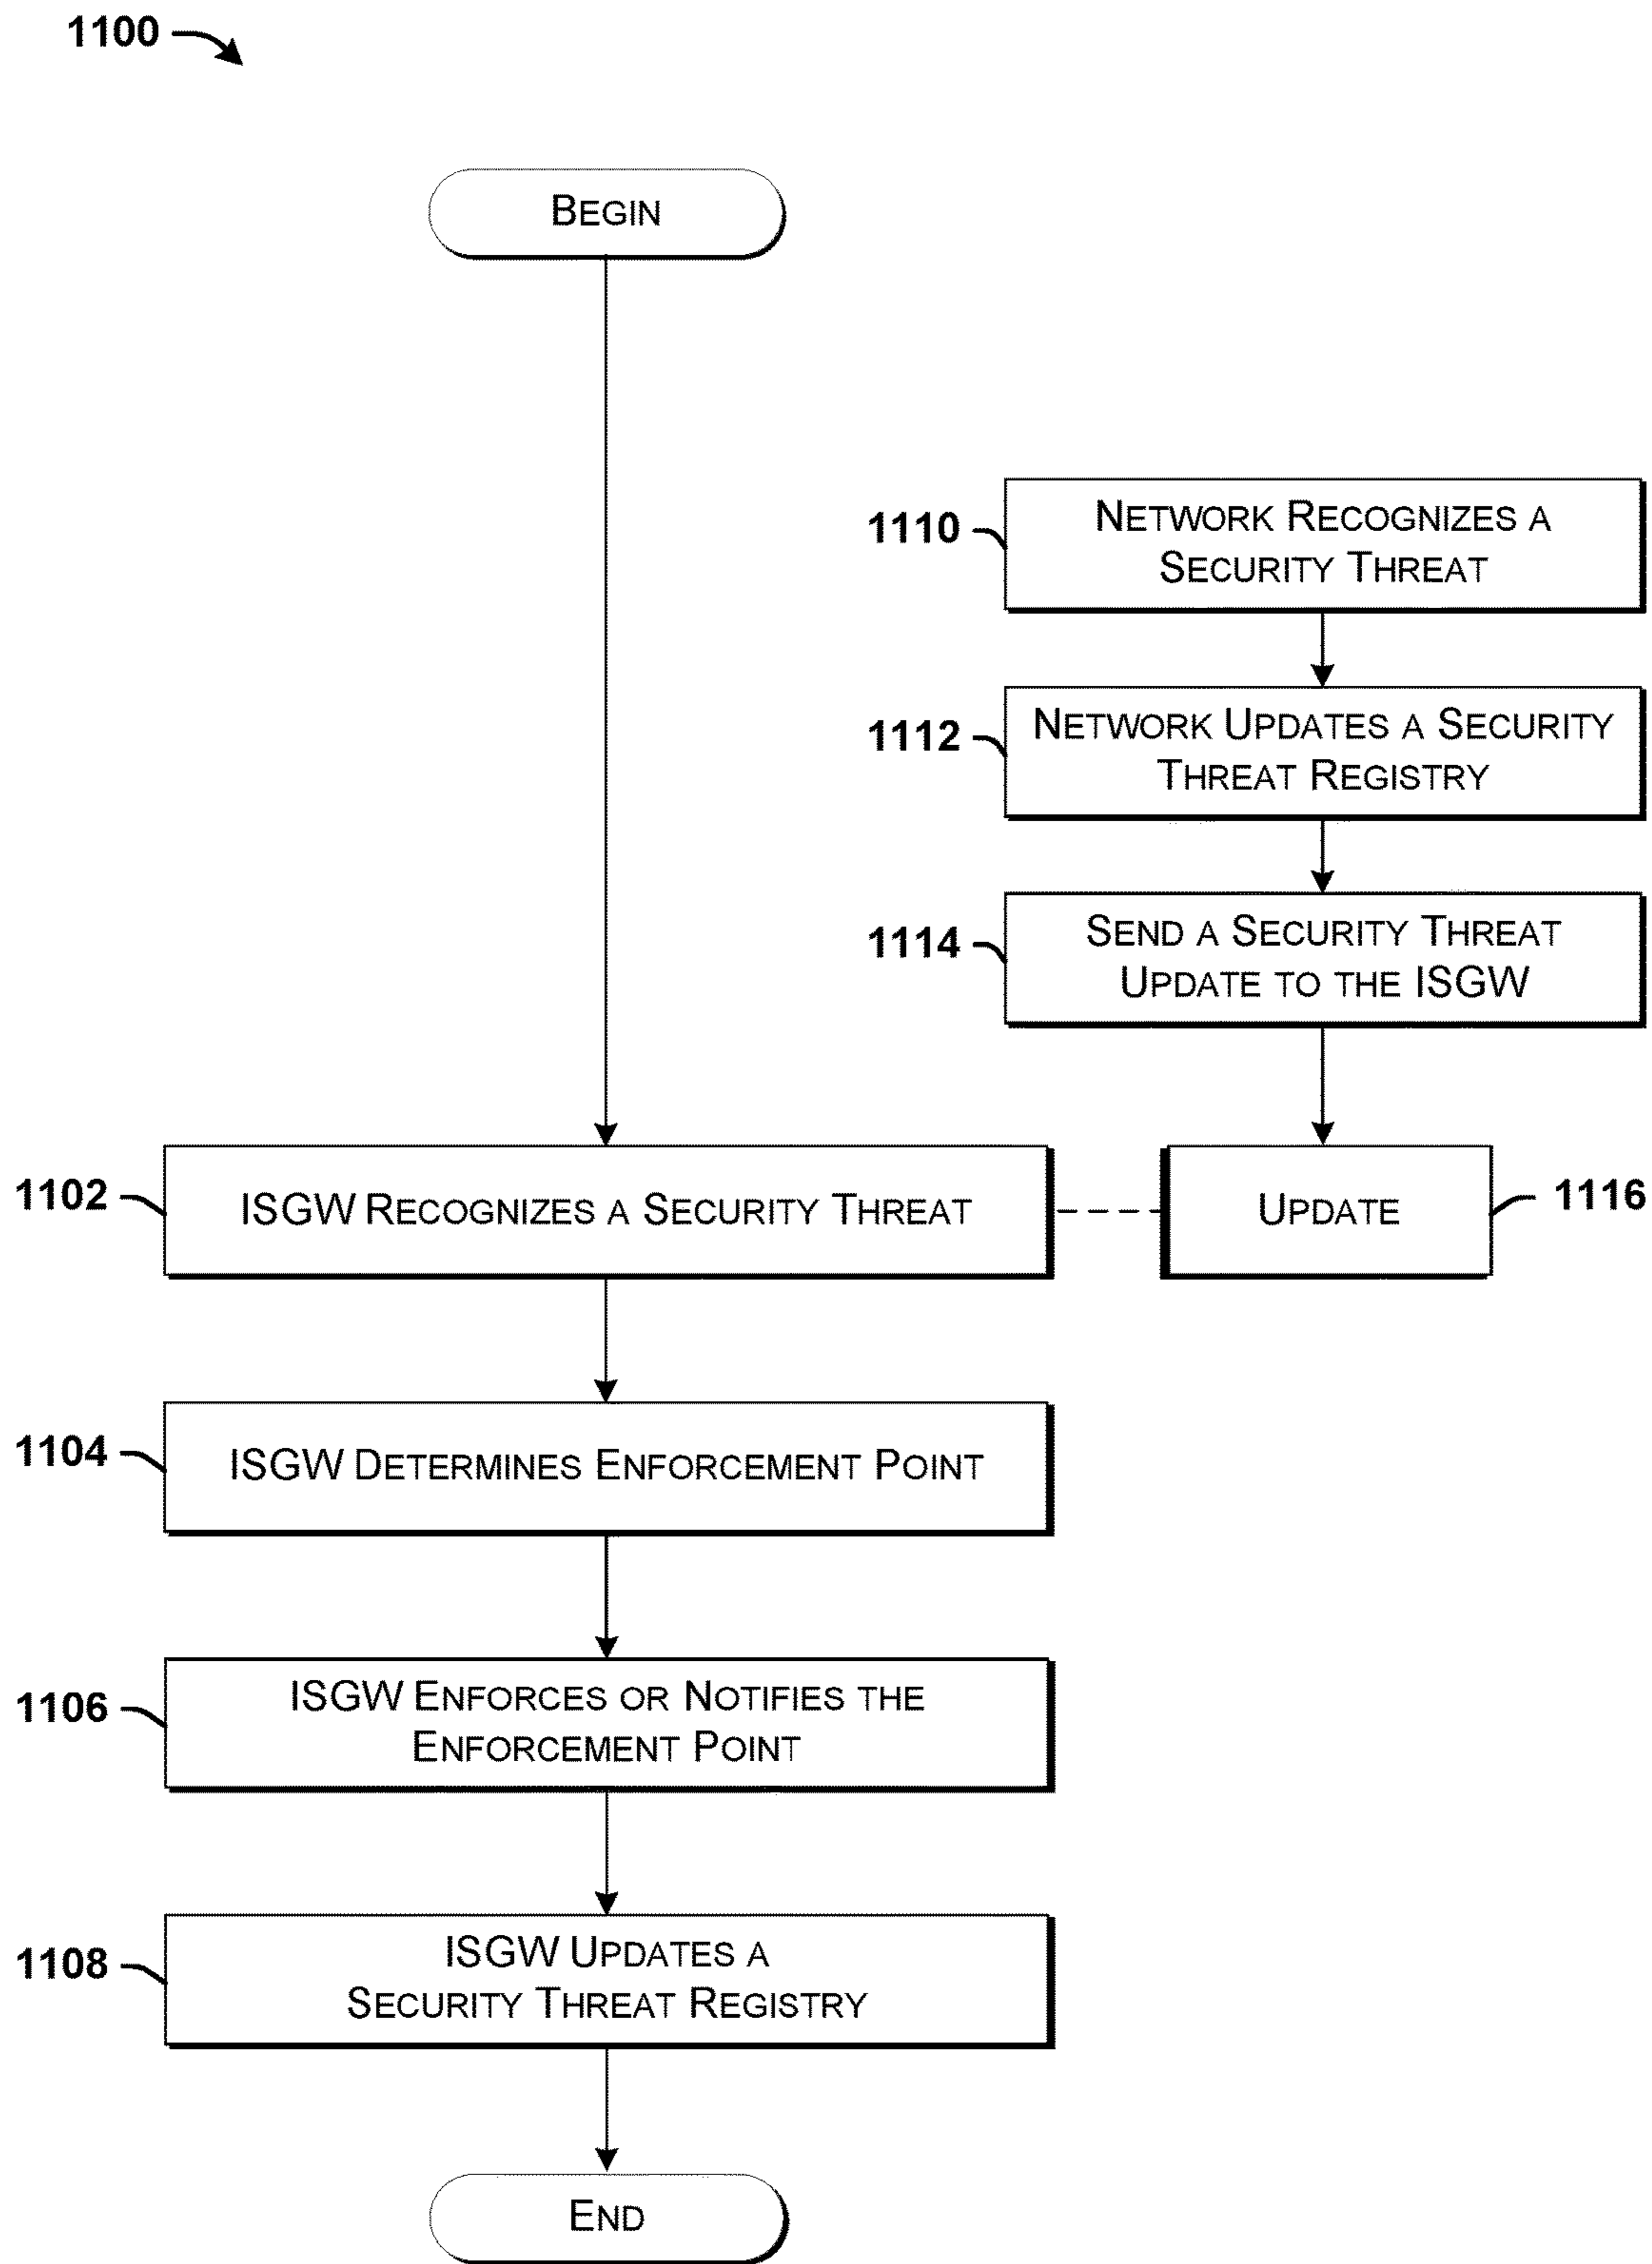 1100
BEGIN
1110
NETWORK RECOGNIZES A
SECURITY THREAT
1112
NETWORK UPDATES A SECURITY
THREAT REGISTRY
1114
SEND A SECURITY THREAT
UPDATE TO THE ISGW
1102
ISGW RECOGNIZES A SECURITY THREAT
UPDATE
1116
1104
ISGW DETERMINES ENFORCEMENT POINT
1106
ISGW ENFORCES OR NOTIFIES THE
ENFORCEMENT POINT
1108
ISGW UPDATES A
SECURITY THREAT REGISTRY
END